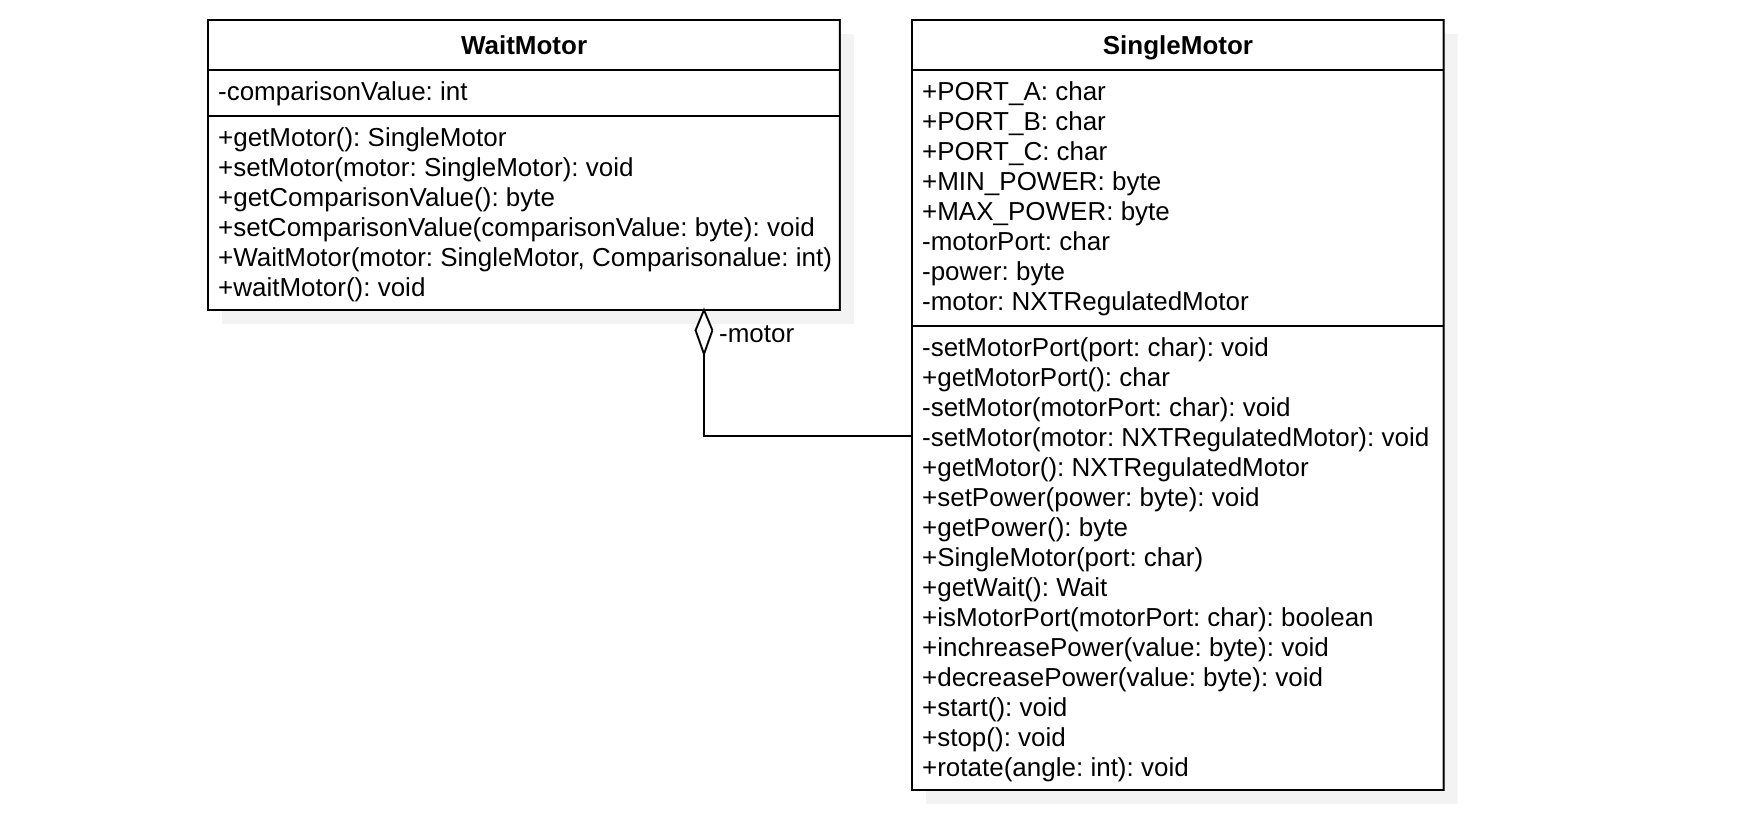 WaitMotor
-comparisonValue: int
+getMotor(): SingleMotor
+setMotor(motor: SingleMotor): void
+getComparisonValue(): byte
+setComparisonValue(comparisonValue: byte): void
+WaitMotor(motor: SingleMotor, Comparisonalue: int)
+waitMotor(): void
-motor
SingleMotor
+PORT_A: char
+PORT_B: char
+PORT_C: char
+MIN_POWER: byte
+MAX_POWER: byte
-motorPort: char
-power: byte
-motor: NXTRegulatedMotor
-setMotorPort(port: char): void
+getMotorPort(): char
-setMotor(motorPort: char): void
-setMotor(motor: NXTRegulatedMotor): void
+getMotor(): NXTRegulatedMotor
+setPower(power: byte): void
+getPower(): byte
+SingleMotor(port: char)
+getWait(): Wait
+isMotorPort(motorPort: char): boolean
+inchreasePower(value: byte): void
+decreasePower(value: byte): void
+start(): void
+stop(): void
+rotate(angle: int): void